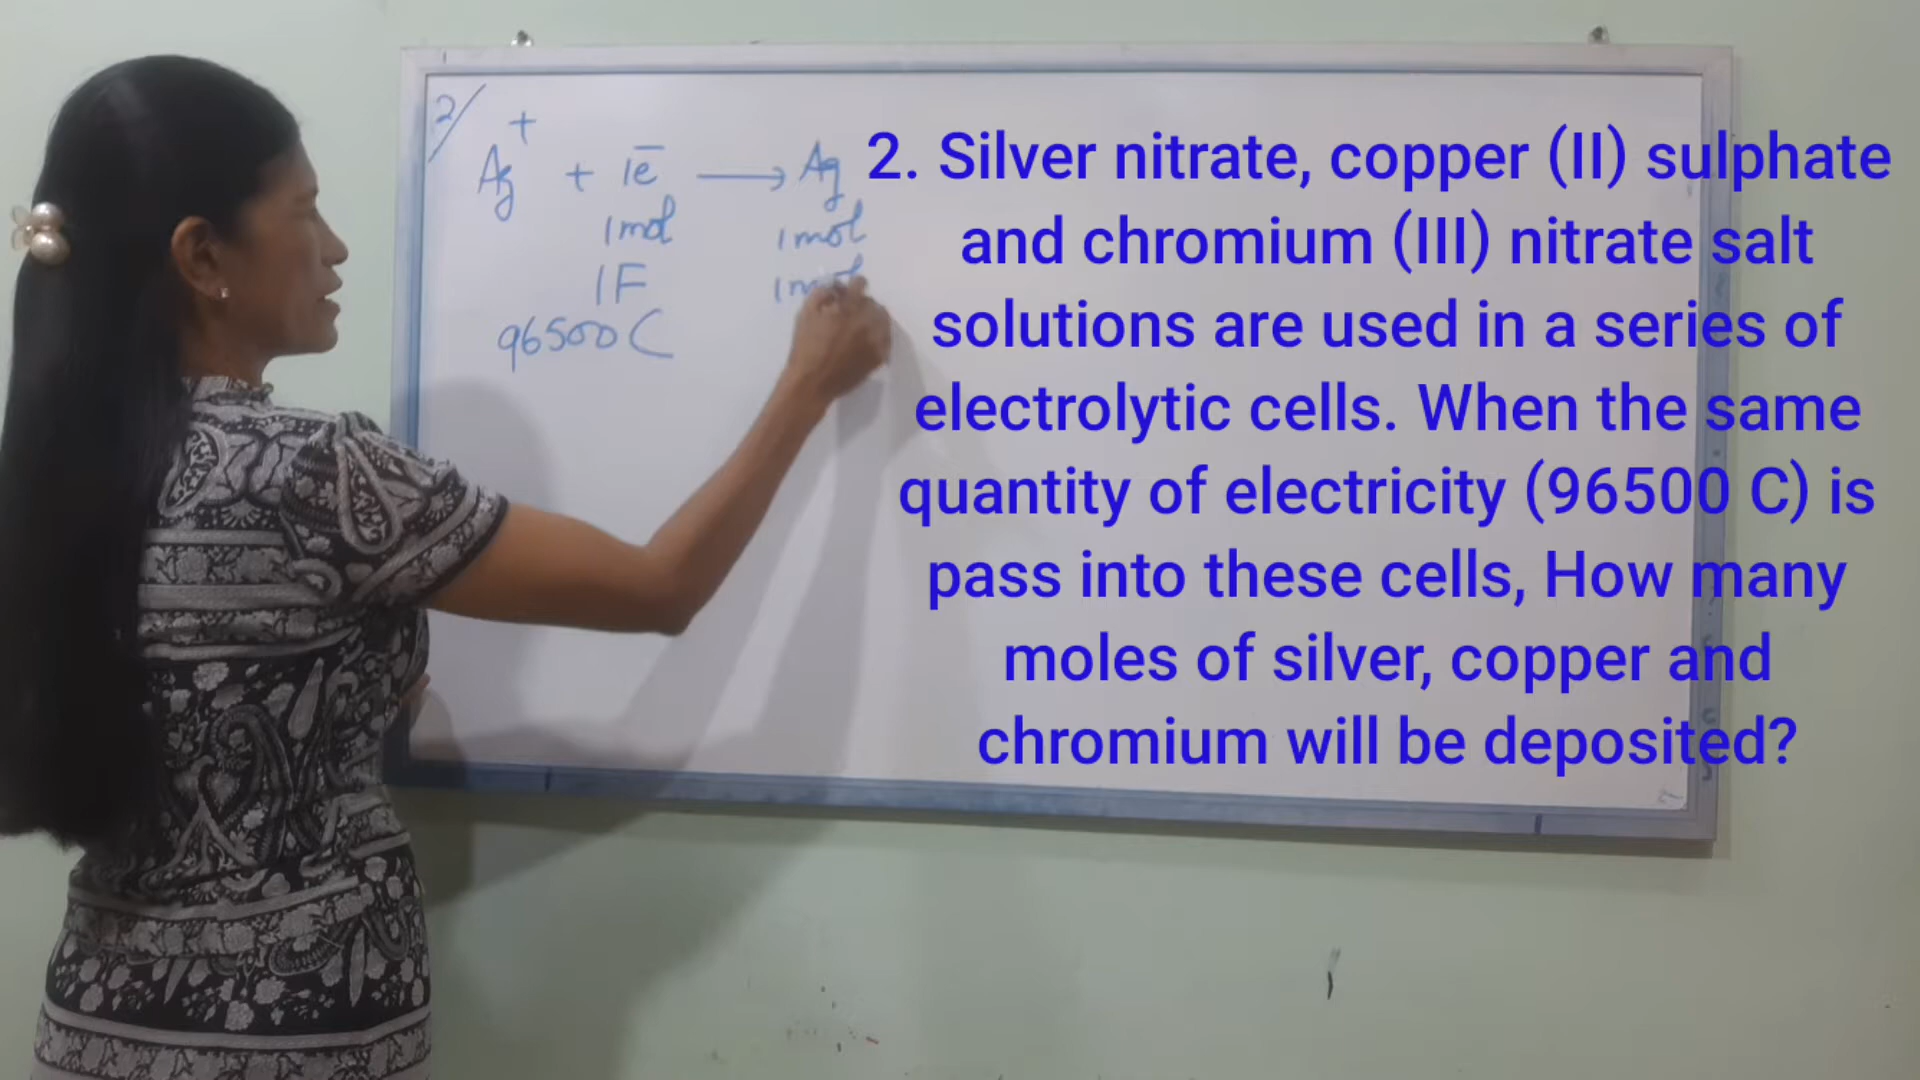 2/
Ag⁺ + 1e̅ ⟶ Ag
1mol 1mol
1F 1mol
96500C
2. Silver nitrate, copper (II) sulphate
and chromium (III) nitrate salt
solutions are used in a series of
electrolytic cells. When the same
quantity of electricity (96500 C) is
pass into these cells, How many
moles of silver, copper and
chromium will be deposited?